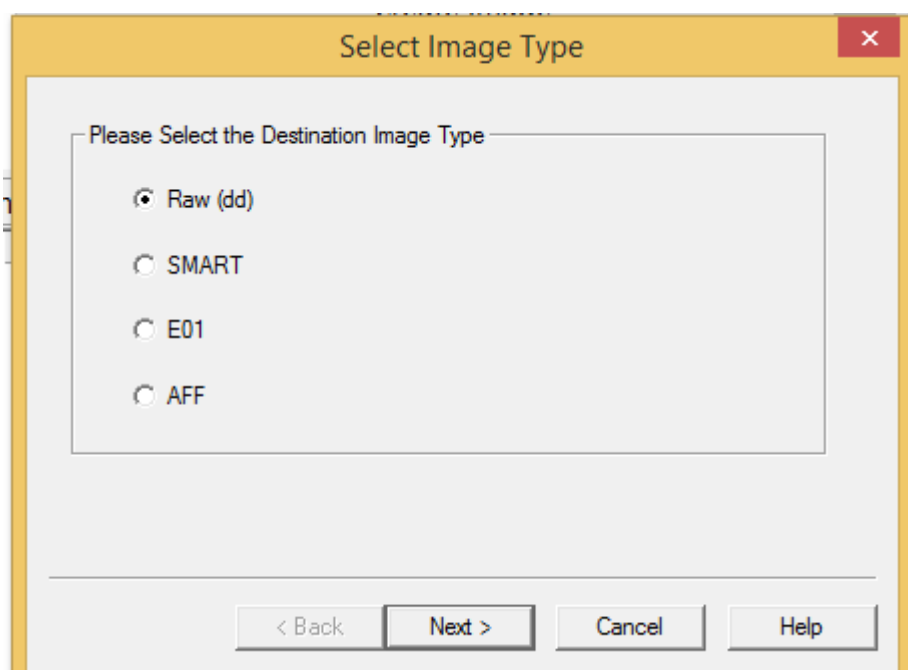 Select Image Type
Please Select the Destination Image Type
Raw (dd)
SMART
E01
AFF
< Back Next > Cancel Help